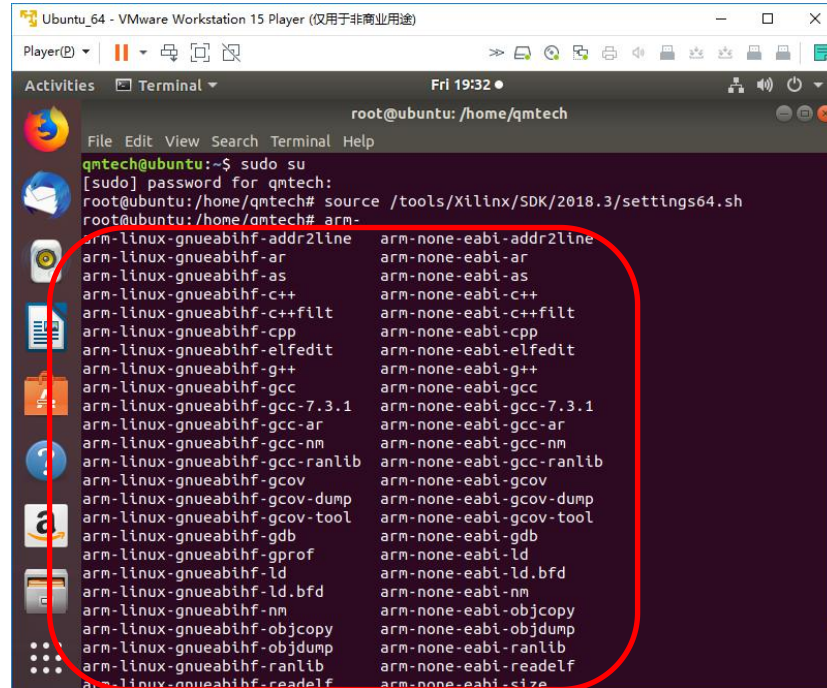 Ubuntu_64 - VMware Workstation 15 Player (仅用于非商业用途)
Player(P)
Activities Terminal Fri 19:32
root@ubuntu: /home/qmtech
File Edit View Search Terminal Help
qmtech@ubuntu:~$ sudo su
[sudo] password for qmtech:
root@ubuntu:/home/qmtech# source /tools/Xilinx/SDK/2018.3/settings64.sh
root@ubuntu:/home/qmtech# arm-
arm-linux-gnueabihf-addr2line arm-none-eabi-addr2line
arm-linux-gnueabihf-ar arm-none-eabi-ar
arm-linux-gnueabihf-as arm-none-eabi-as
arm-linux-gnueabihf-c++ arm-none-eabi-c++
arm-linux-gnueabihf-c++filt arm-none-eabi-c++filt
arm-linux-gnueabihf-cpp arm-none-eabi-cpp
arm-linux-gnueabihf-elfedit arm-none-eabi-elfedit
arm-linux-gnueabihf-g++ arm-none-eabi-g++
arm-linux-gnueabihf-gcc arm-none-eabi-gcc
arm-linux-gnueabihf-gcc-7.3.1 arm-none-eabi-gcc-7.3.1
arm-linux-gnueabihf-gcc-ar arm-none-eabi-gcc-ar
arm-linux-gnueabihf-gcc-nm arm-none-eabi-gcc-nm
arm-linux-gnueabihf-gcc-ranlib arm-none-eabi-gcc-ranlib
arm-linux-gnueabihf-gcov arm-none-eabi-gcov
arm-linux-gnueabihf-gcov-dump arm-none-eabi-gcov-dump
arm-linux-gnueabihf-gcov-tool arm-none-eabi-gcov-tool
arm-linux-gnueabihf-gdb arm-none-eabi-gdb
arm-linux-gnueabihf-gprof arm-none-eabi-ld
arm-linux-gnueabihf-ld arm-none-eabi-ld.bfd
arm-linux-gnueabihf-ld.bfd arm-none-eabi-nm
arm-linux-gnueabihf-nm arm-none-eabi-objcopy
arm-linux-gnueabihf-objcopy arm-none-eabi-objdump
arm-linux-gnueabihf-objdump arm-none-eabi-ranlib
arm-linux-gnueabihf-ranlib arm-none-eabi-readelf
arm-linux-gnueabihf-readelf arm-none-eabi-size